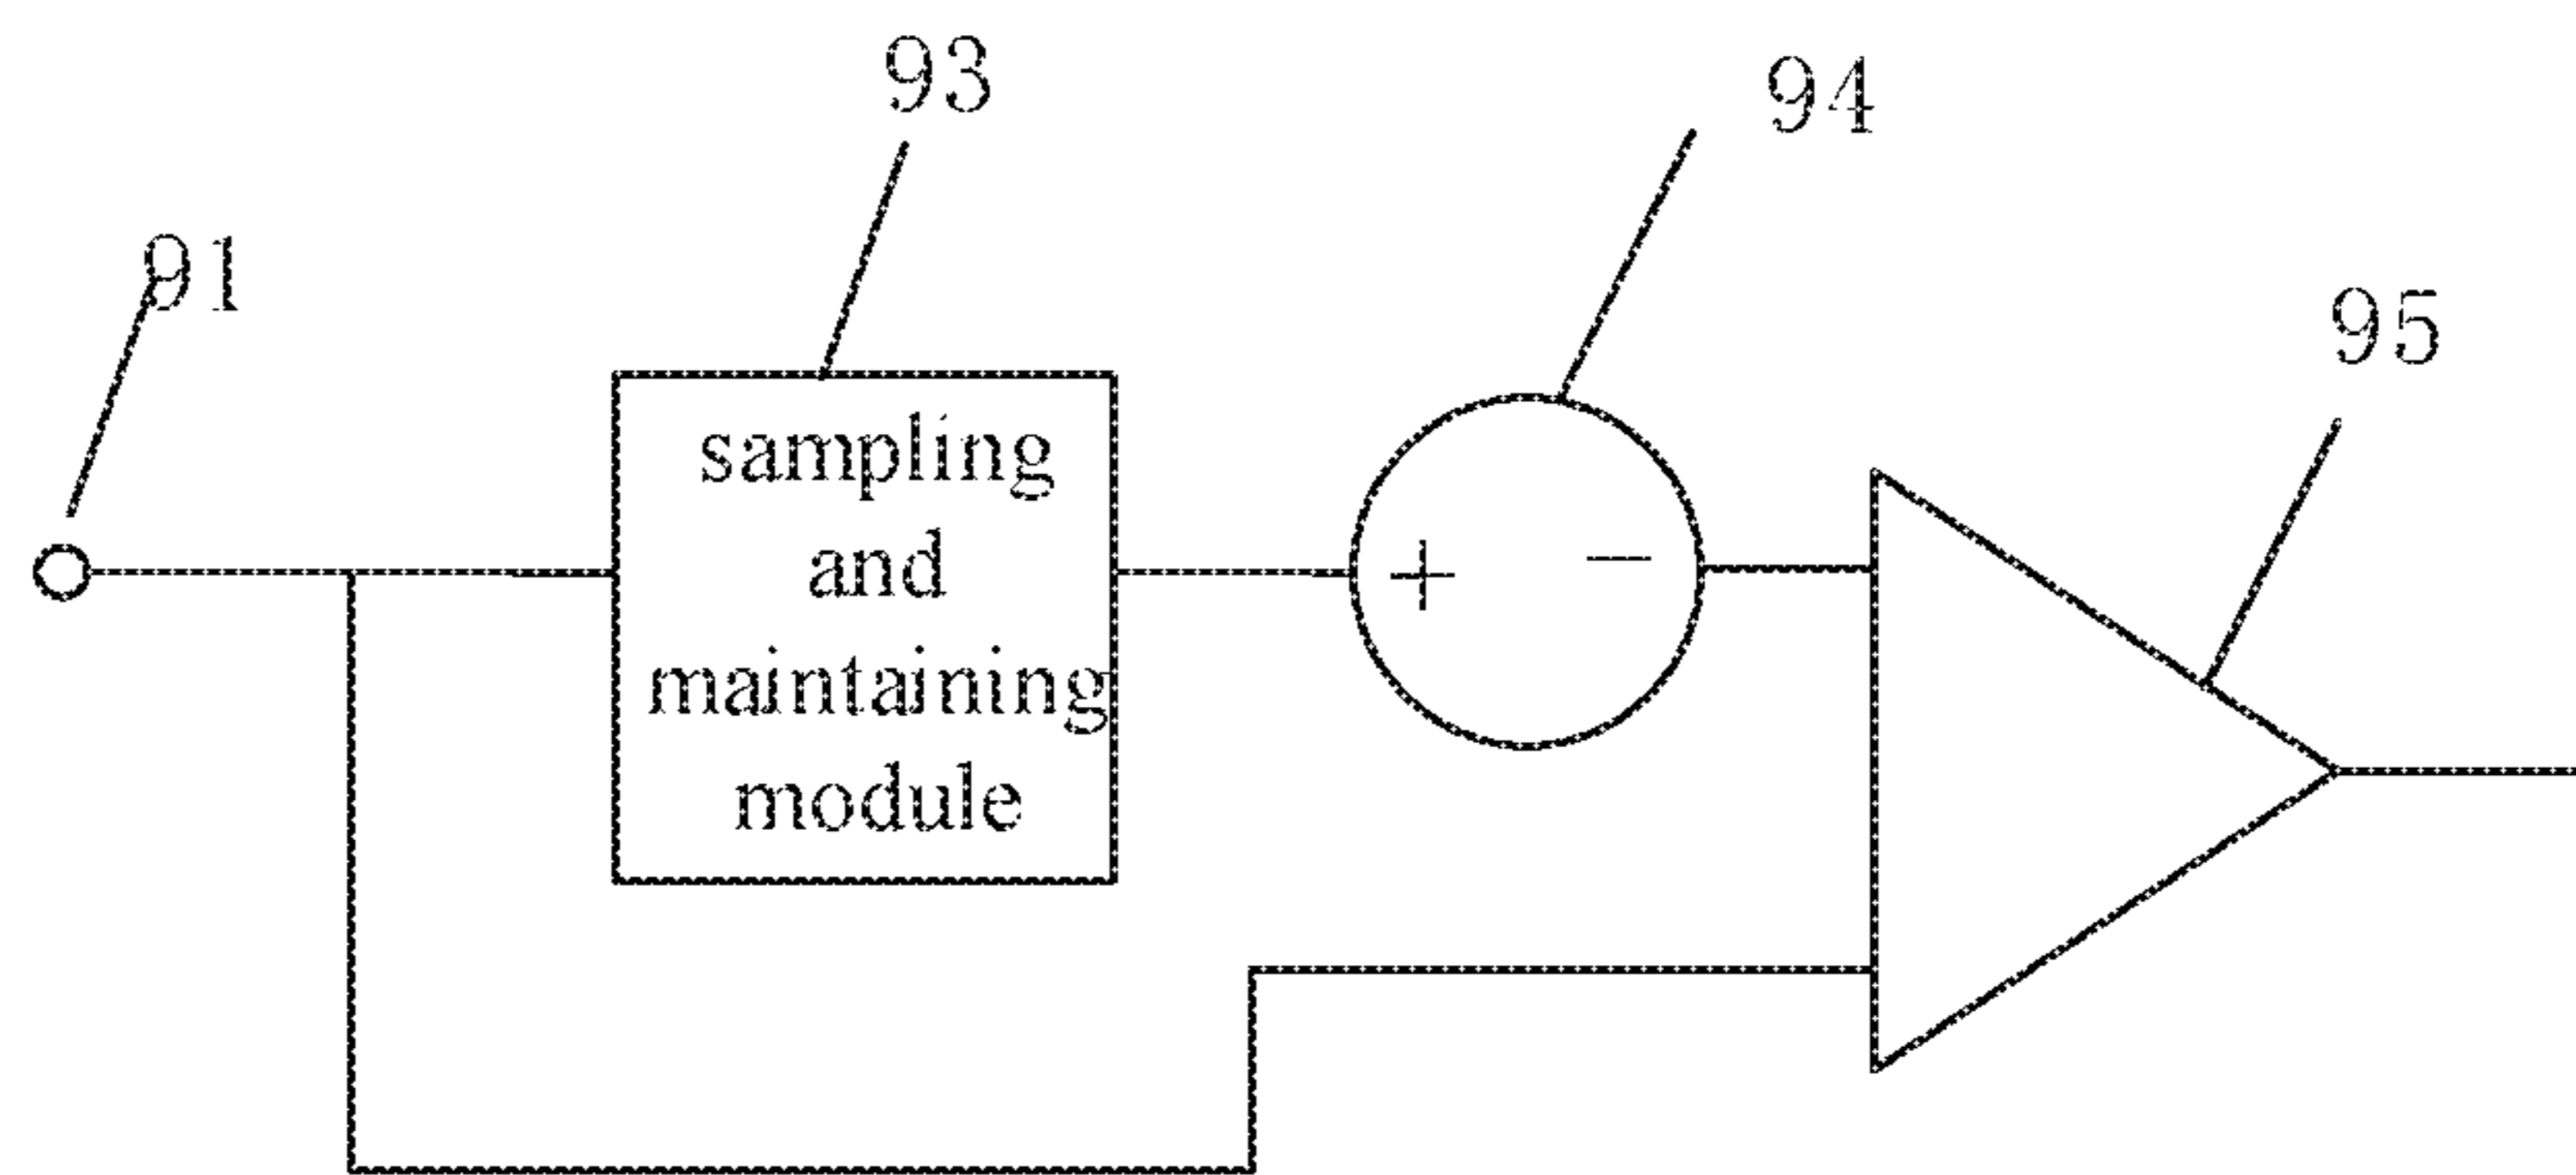 93
94
91
95
sampling
and
maintaining
module
+ −